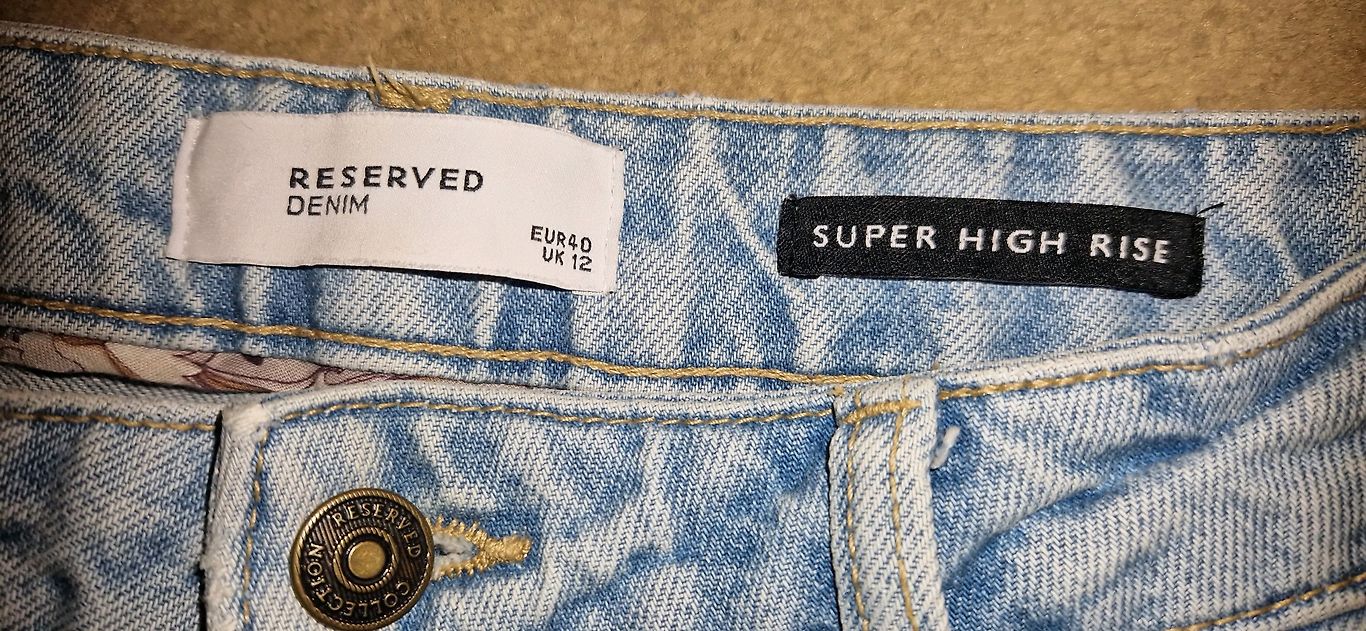 RESERVED
DENIM
EUR40
UK 12
SUPER HIGH RISE
RESERVED
COLLECTION